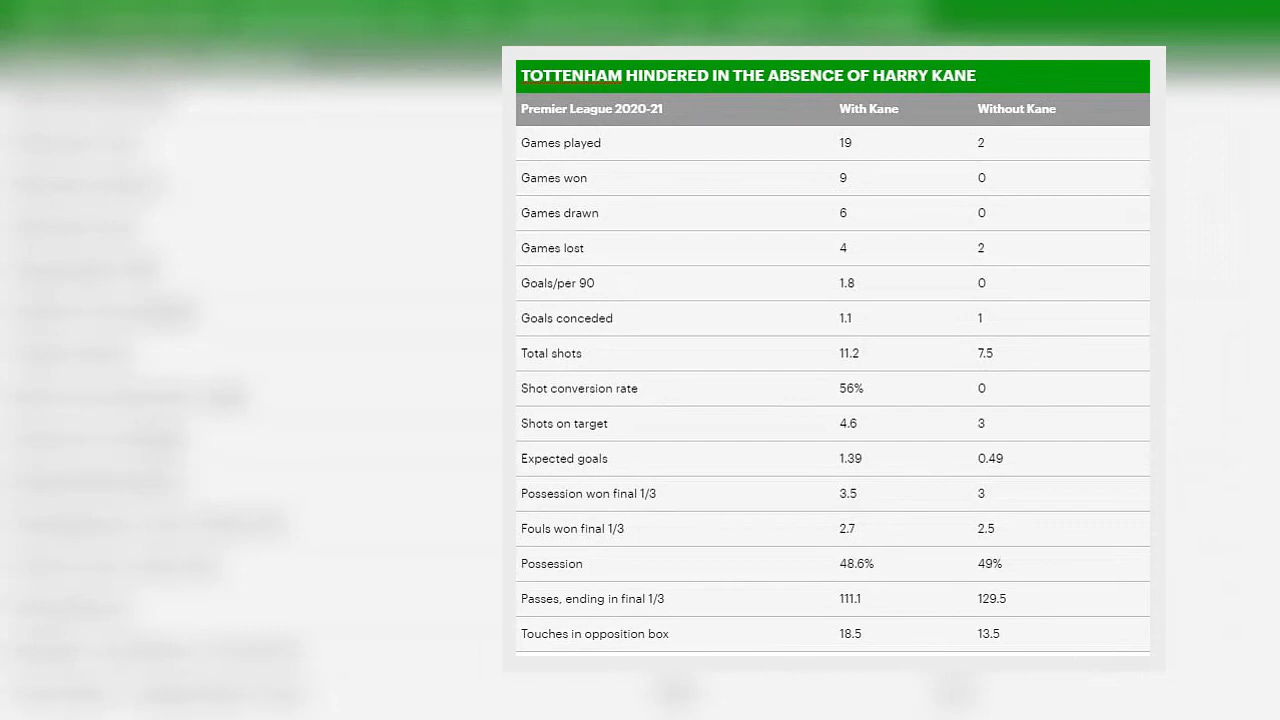 TOTTENHAM HINDERED IN THE ABSENCE OF HARRY KANE
Premier League 2020-21 With Kane Without Kane
Games played 19 2
Games won 9 0
Games drawn 6 0
Games lost 4 2
Goals/per 90 1.8 0
Goals conceded 1.1 1
Total shots 11.2 7.5
Shot conversion rate 56% 0
Shots on target 4.6 3
Expected goals 1.39 0.49
Possession won final 1/3 3.5 3
Fouls won final 1/3 2.7 2.5
Possession 48.6% 49%
Passes, ending in final 1/3 111.1 129.5
Touches in opposition box 18.5 13.5